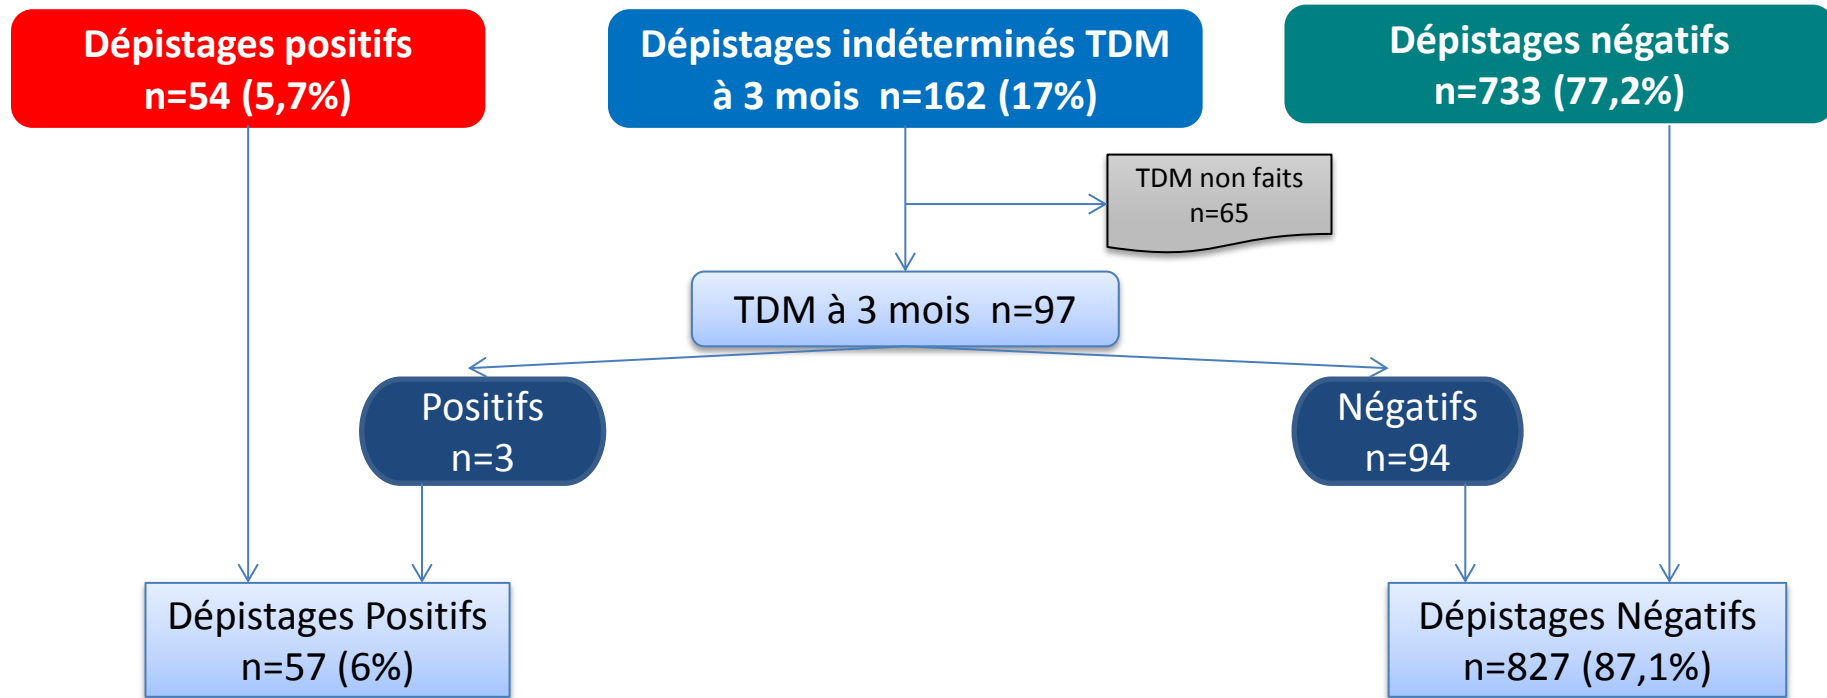 Dépistages positifs
n=54 (5,7%)
Dépistages indéterminés TDM
à 3 mois  n=162 (17%)
Dépistages négatifs
n=733 (77,2%)
TDM non faits
n=65
TDM à 3 mois  n=97
Positifs
n=3
Négatifs
n=94
Dépistages Positifs
n=57 (6%)
Dépistages Négatifs
n=827 (87,1%)